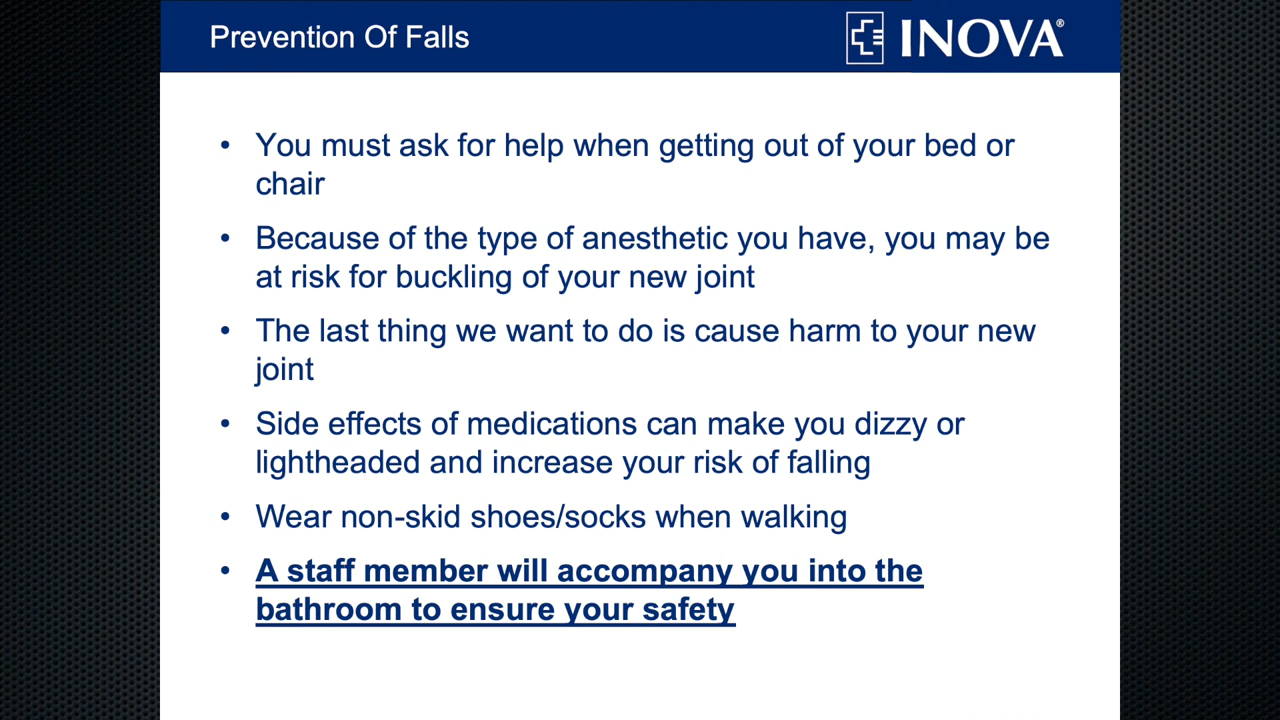 Prevention Of Falls
INOVA®
• You must ask for help when getting out of your bed or
chair
• Because of the type of anesthetic you have, you may be
at risk for buckling of your new joint
• The last thing we want to do is cause harm to your new
joint
• Side effects of medications can make you dizzy or
lightheaded and increase your risk of falling
• Wear non-skid shoes/socks when walking
• A staff member will accompany you into the
bathroom to ensure your safety